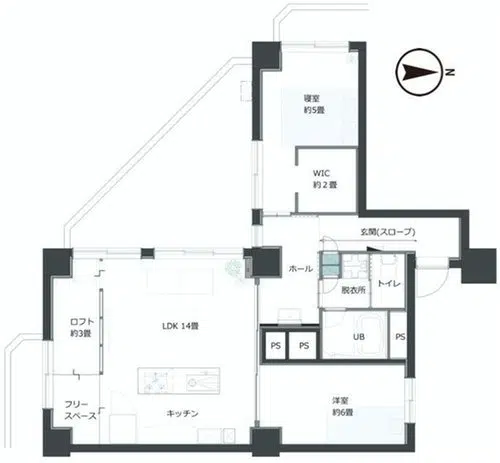 N
寝室
約5畳
WIC
約2畳
玄関(スロープ)
ホール
脱衣所
トイレ
ロフト
約3畳
LDK 14畳
UB
PS
PS
PS
フリー
スペース
キッチン
洋室
約6畳